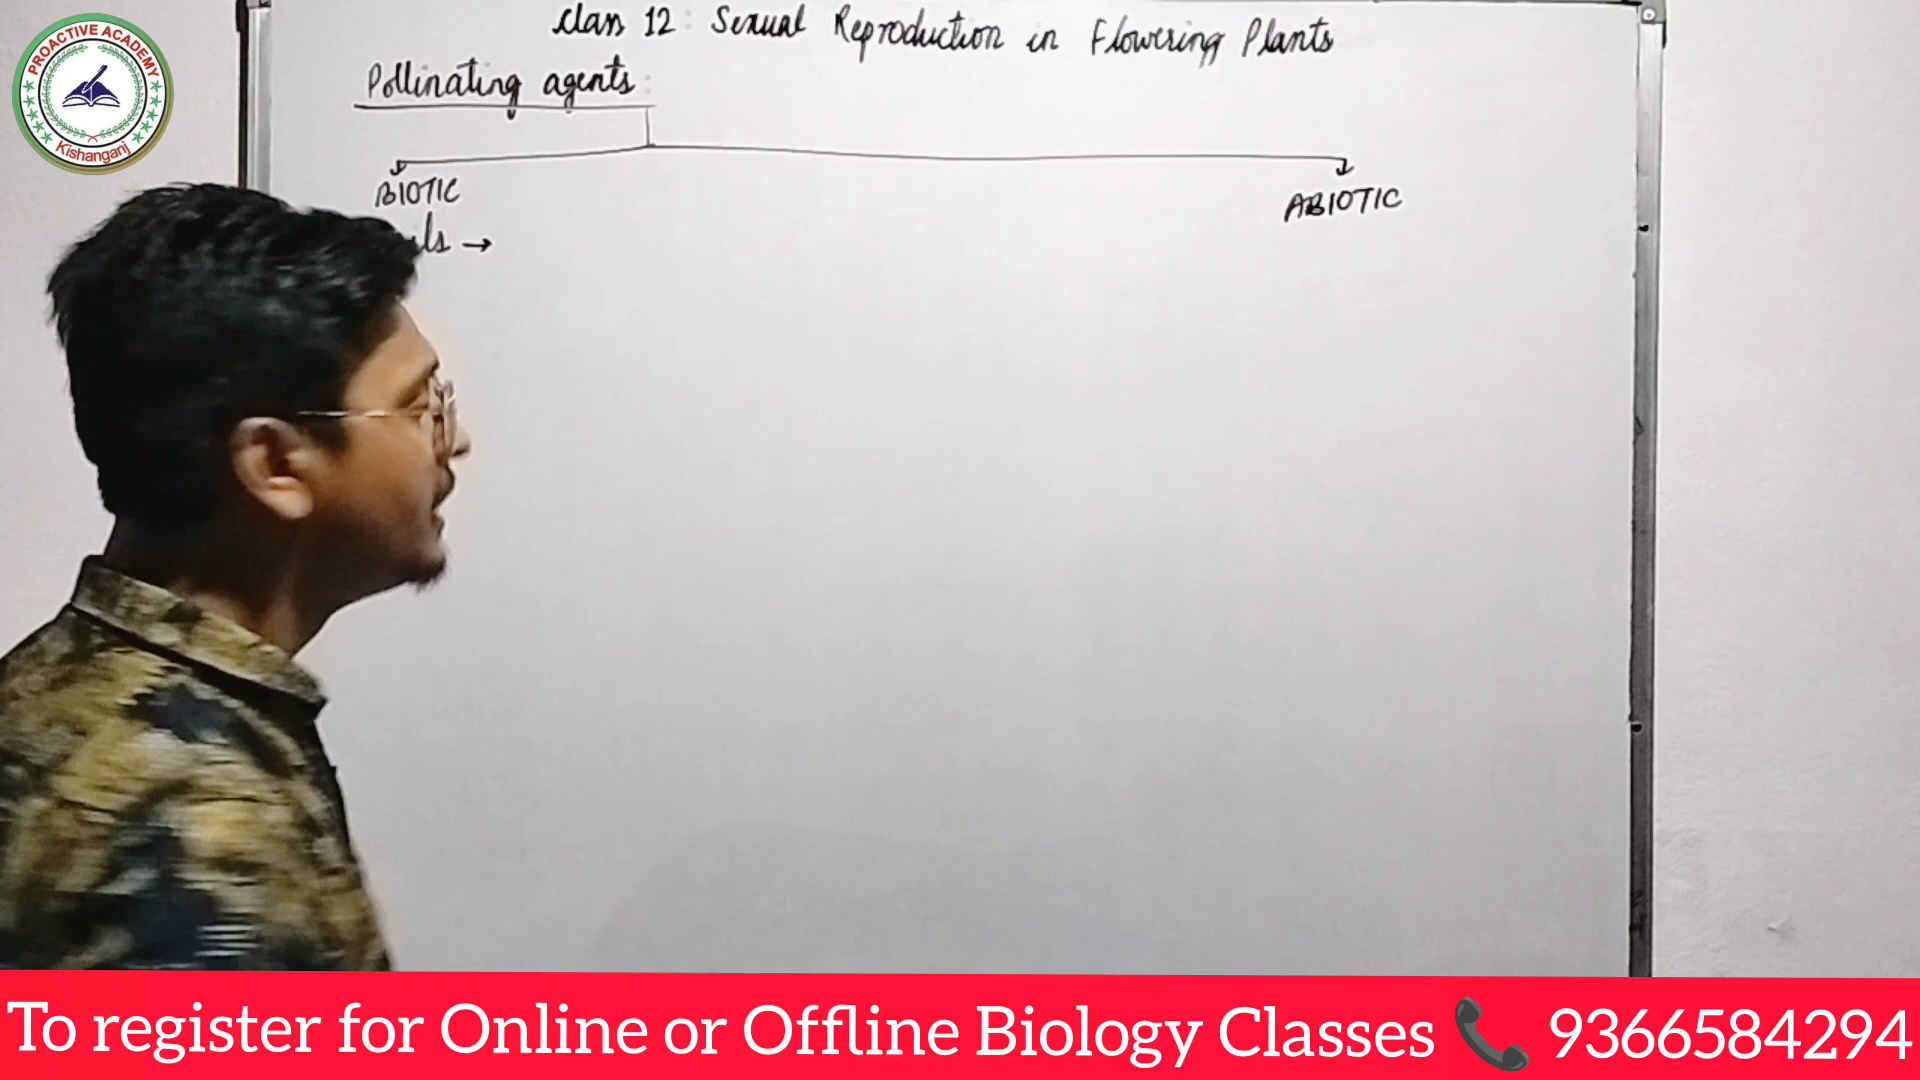 PROACTIVE ACADEMY
Kishanganj
Class 12: Sexual Reproduction in Flowering Plants
Pollinating agents:
BIOTIC
ABIOTIC
→
To register for Online or Offline Biology Classes 📞 9366584294